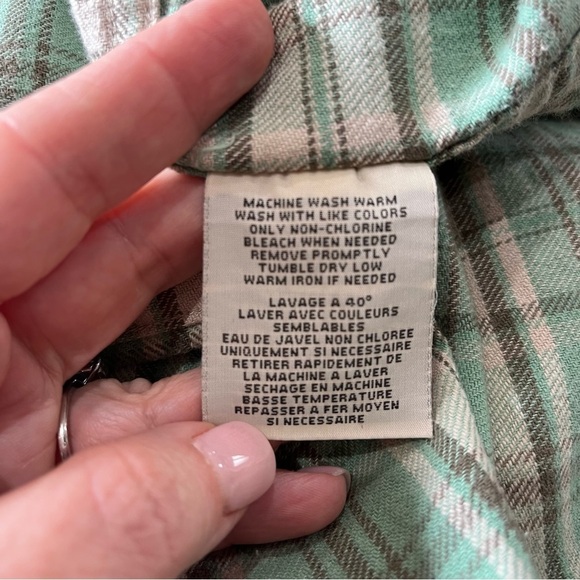 MACHINE WASH WARM
WASH WITH LIKE COLORS
ONLY NON-CHLORINE
BLEACH WHEN NEEDED
REMOVE PROMPTLY
TUMBLE DRY LOW
WARM IRON IF NEEDED
LAVAGE A 40°
LAVER AVEC COULEURS
SEMBLABLES
EAU DE JAVEL NON CHLOREE
UNIQUEMENT SI NECESSAIRE
RETIRER RAPIDEMENT DE
LA MACHINE A LAVER
SECHAGE EN MACHINE
BASSE TEMPERATURE
REPASSER A FER MOYEN
SI NECESSAIRE